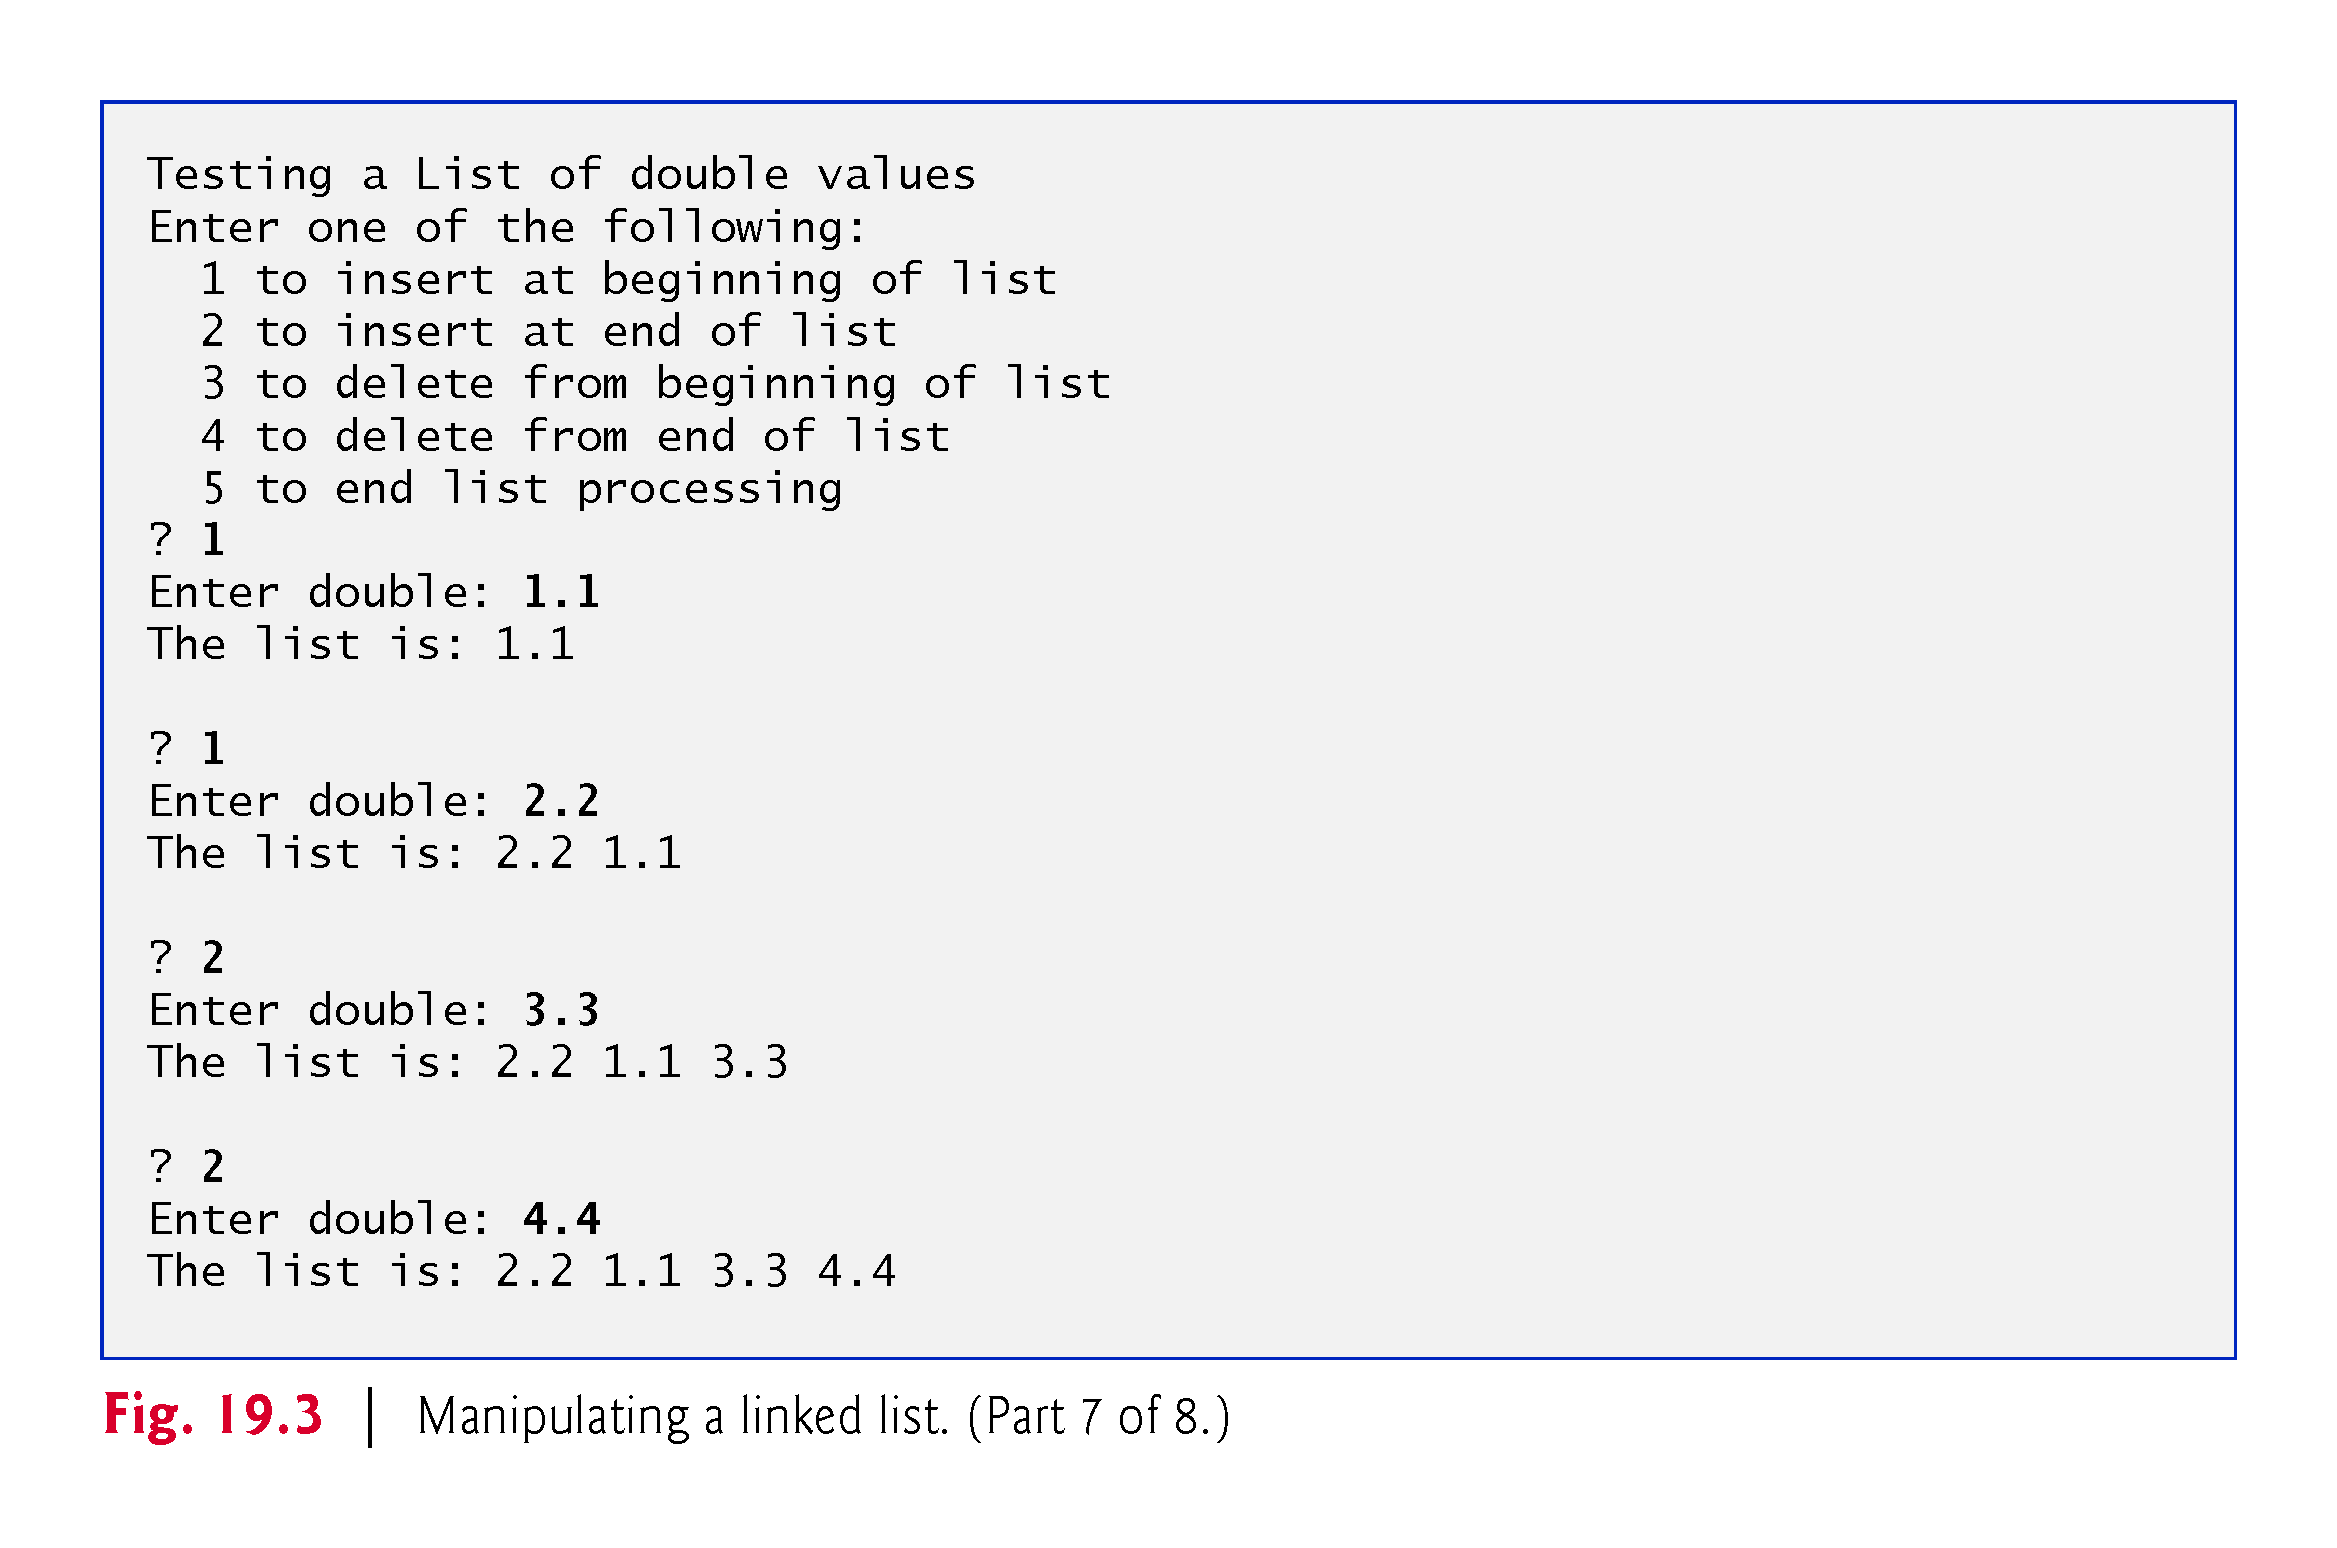 Testing a List of double values
Enter one of the following:
  1 to insert at beginning of list
  2 to insert at end of list
  3 to delete from beginning of list
  4 to delete from end of list
  5 to end list processing
? 1
Enter double: 1.1
The list is: 1.1

? 1
Enter double: 2.2
The list is: 2.2 1.1

? 2
Enter double: 3.3
The list is: 2.2 1.1 3.3

? 2
Enter double: 4.4
The list is: 2.2 1.1 3.3 4.4

Fig. 19.3 | Manipulating a linked list. (Part 7 of 8.)